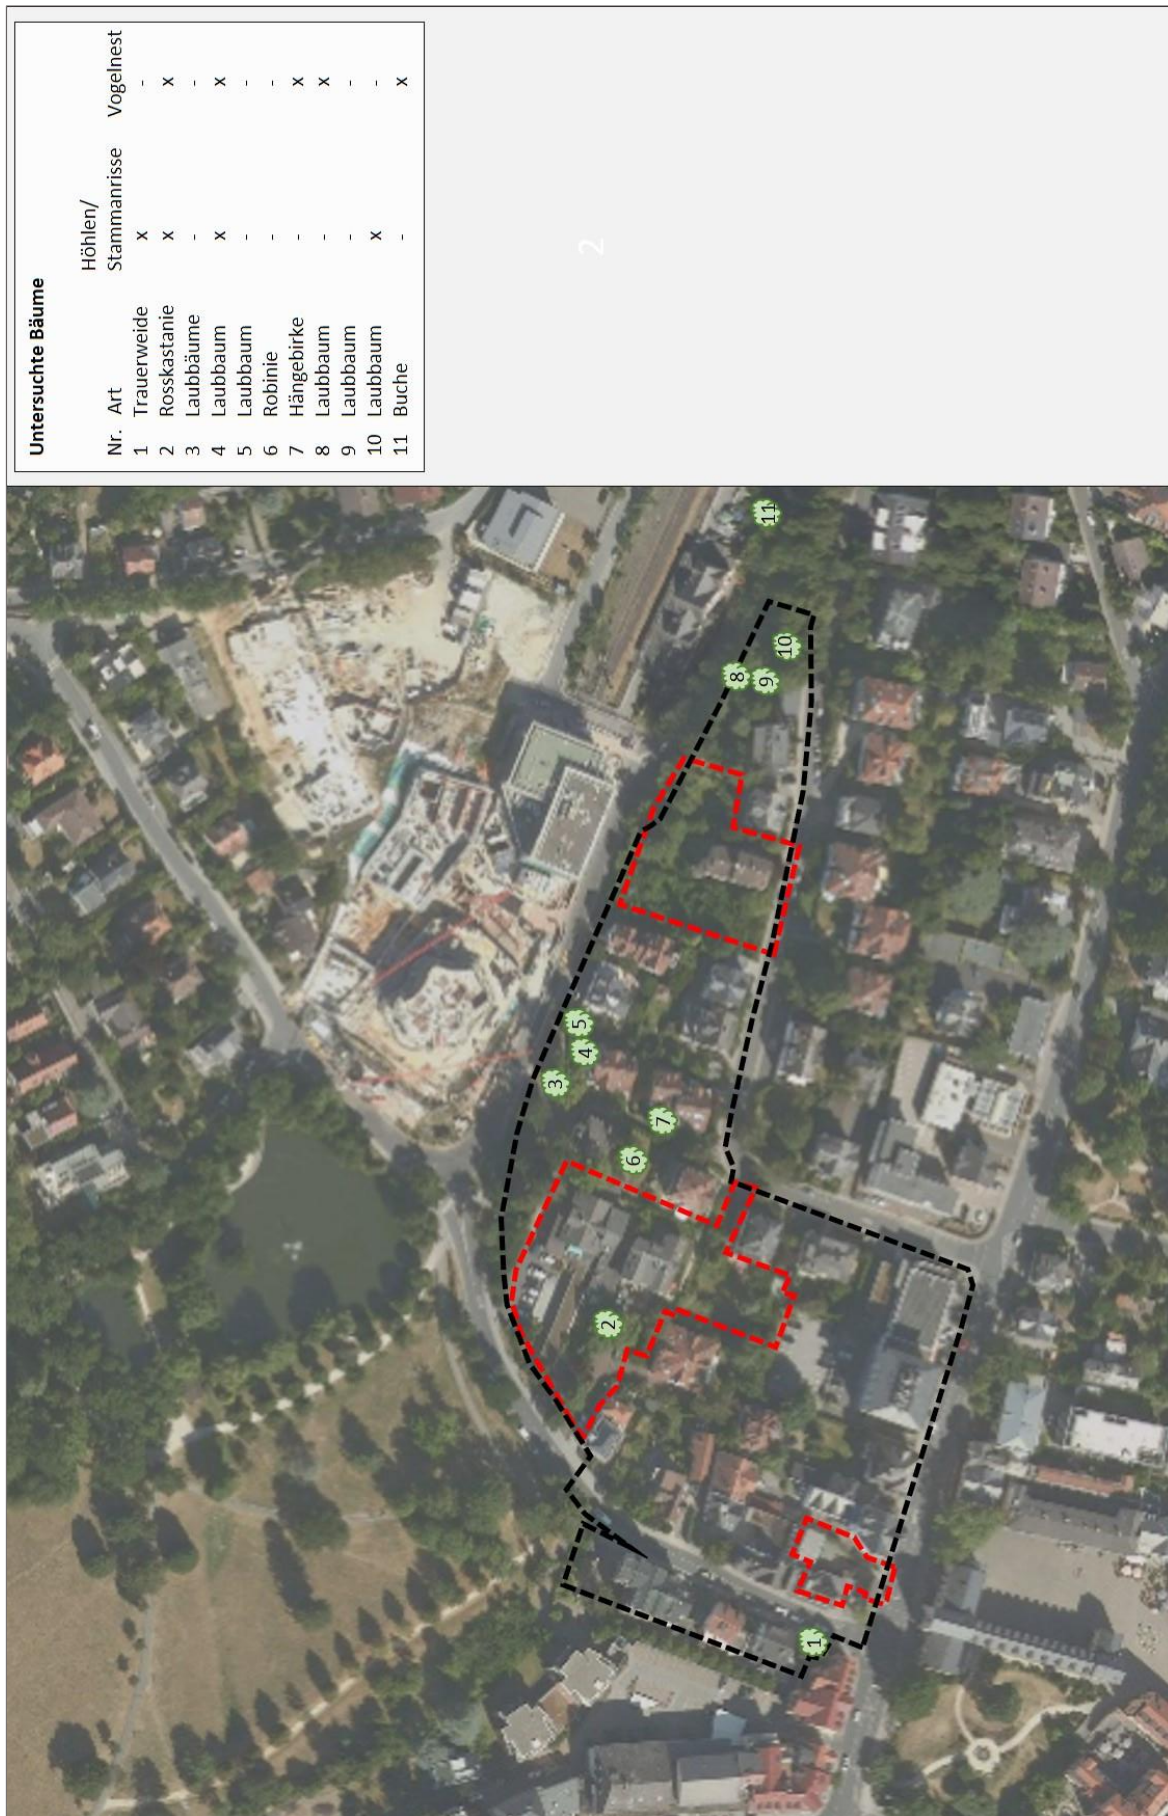 Untersuchte Bäume
Höhlen/
Nr. Art Stammanrisse Vogelnest
1 Trauerweide x -
2 Rosskastanie x x
3 Laubbäume - -
4 Laubbaum x x
5 Laubbaum - -
6 Robinie - -
7 Hängebirke - x
8 Laubbaum - x
9 Laubbaum - -
10 Laubbaum x -
11 Buche - x
2
1
2
3
4
5
6
7
8
9
10
11